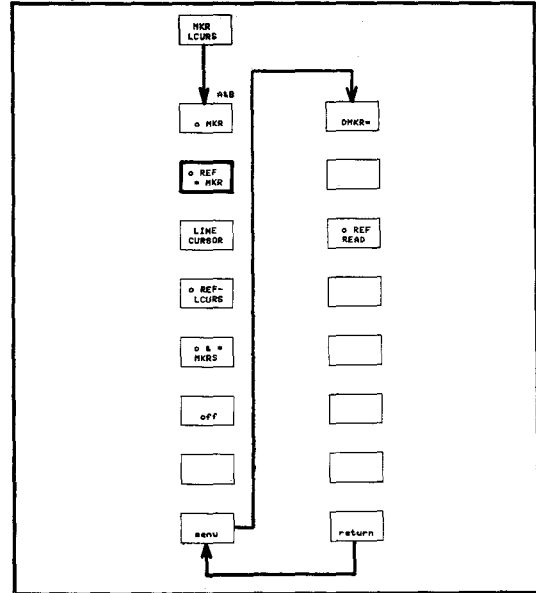 MKR
LCURS
A&B
o MKR
o REF
* MKR
LINE
CURSOR
o REF-
LCURS
o & *
MKRS
off
menu
DMKR=
o REF
READ
return